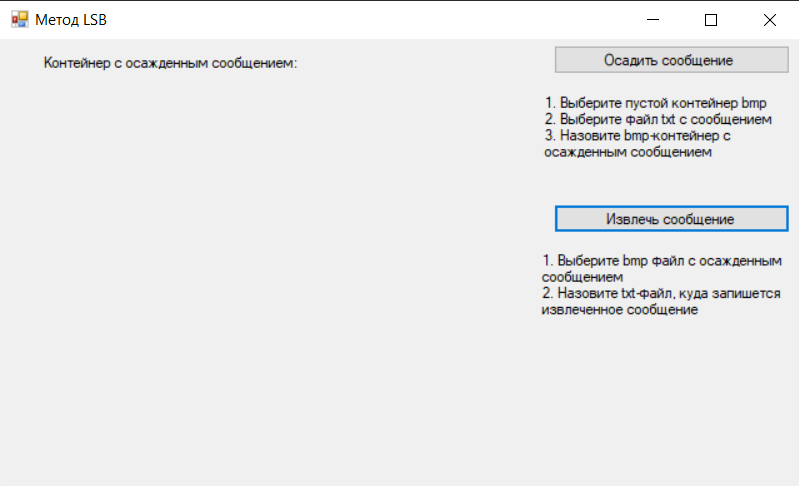 Метод LSB
Контейнер с осажденным сообщением:
Осадить сообщение
1. Выберите пустой контейнер bmp
2. Выберите файл txt с сообщением
3. Назовите bmp-контейнер с
осажденным сообщением
Извлечь сообщение
1. Выберите bmp файл с осажденным
сообщением
2. Назовите txt-файл, куда запишется
извлеченное сообщение